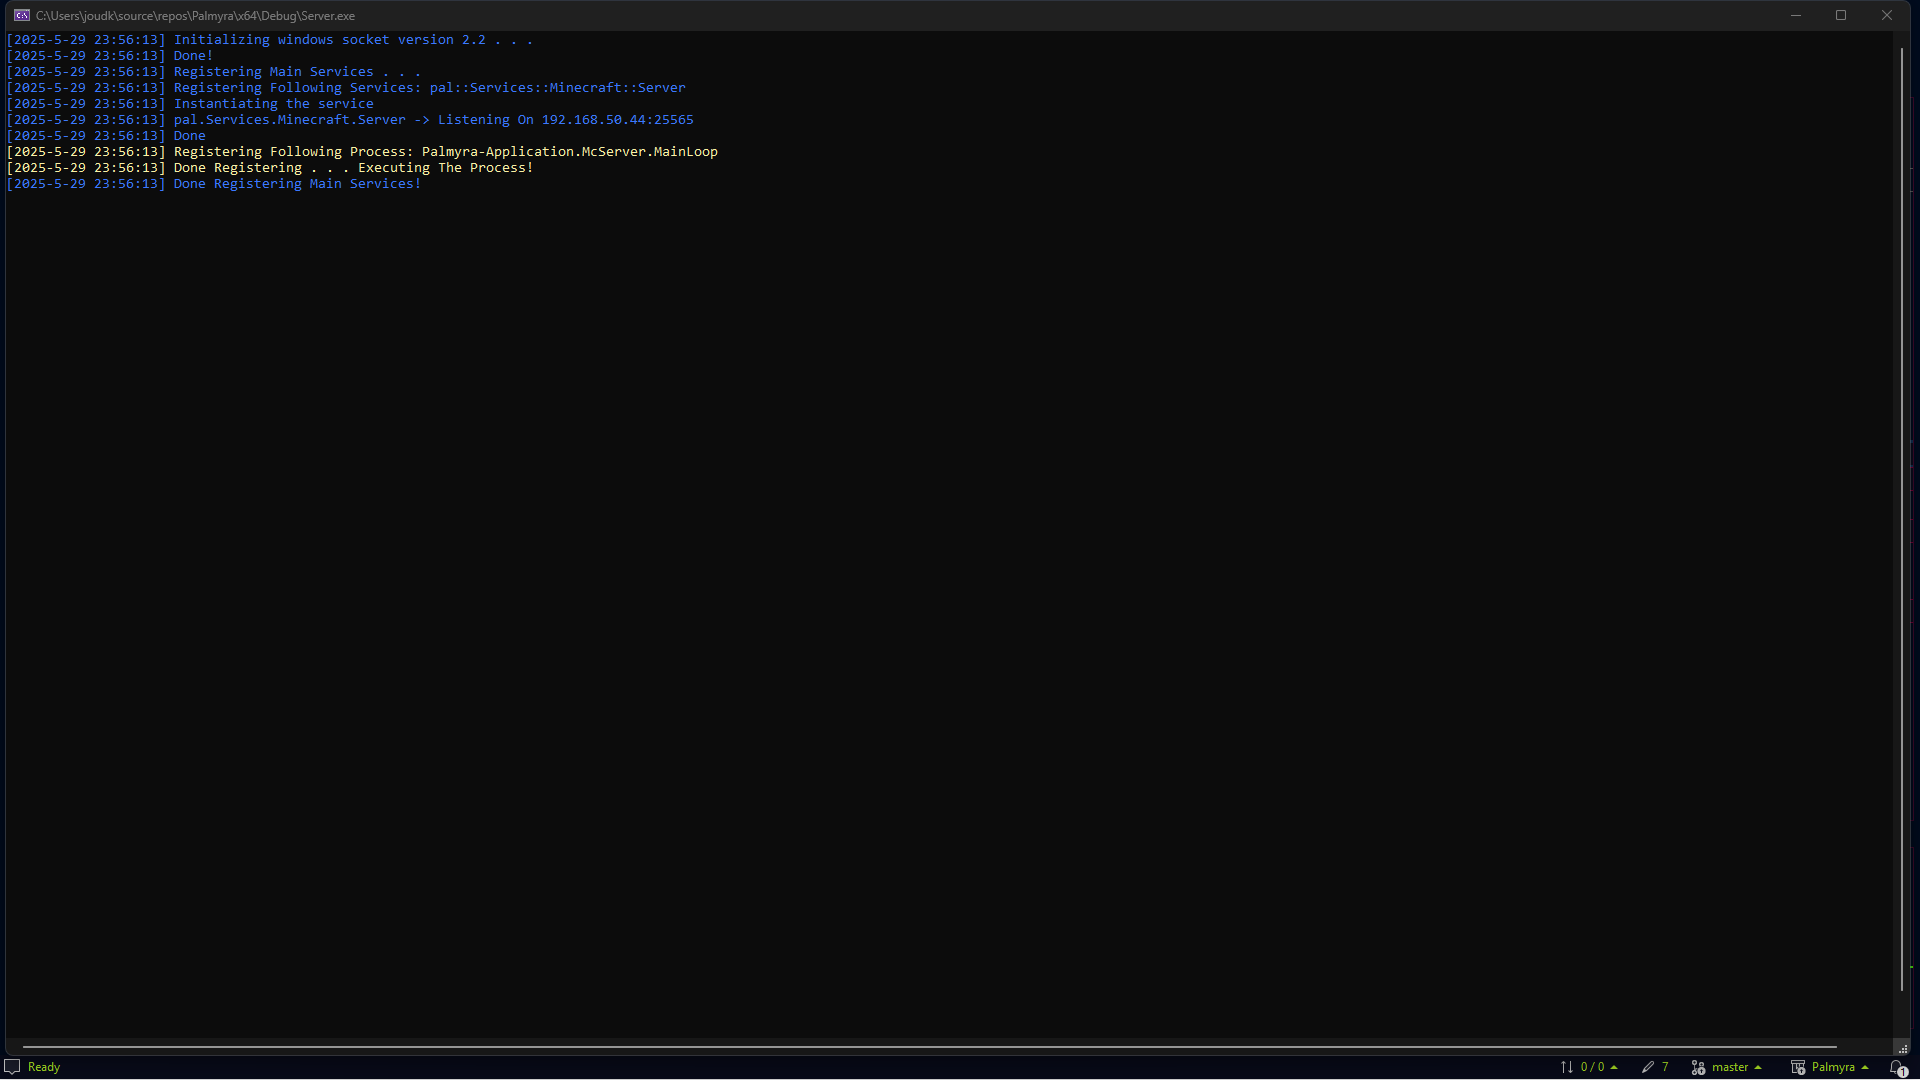 C:\Users\joudk\source\repos\Palmyra\x64\Debug\Server.exe
[2025-5-29 23:56:13] Initializing windows socket version 2.2 . . .
[2025-5-29 23:56:13] Done!
[2025-5-29 23:56:13] Registering Main Services . . .
[2025-5-29 23:56:13] Registering Following Services: pal::Services::Minecraft::Server
[2025-5-29 23:56:13] Instantiating the service
[2025-5-29 23:56:13] pal.Services.Minecraft.Server -> Listening On 192.168.50.44:25565
[2025-5-29 23:56:13] Done
[2025-5-29 23:56:13] Registering Following Process: Palmyra-Application.McServer.MainLoop
[2025-5-29 23:56:13] Done Registering . . . Executing The Process!
[2025-5-29 23:56:13] Done Registering Main Services!
Ready 0 / 0 7 master Palmyra 1